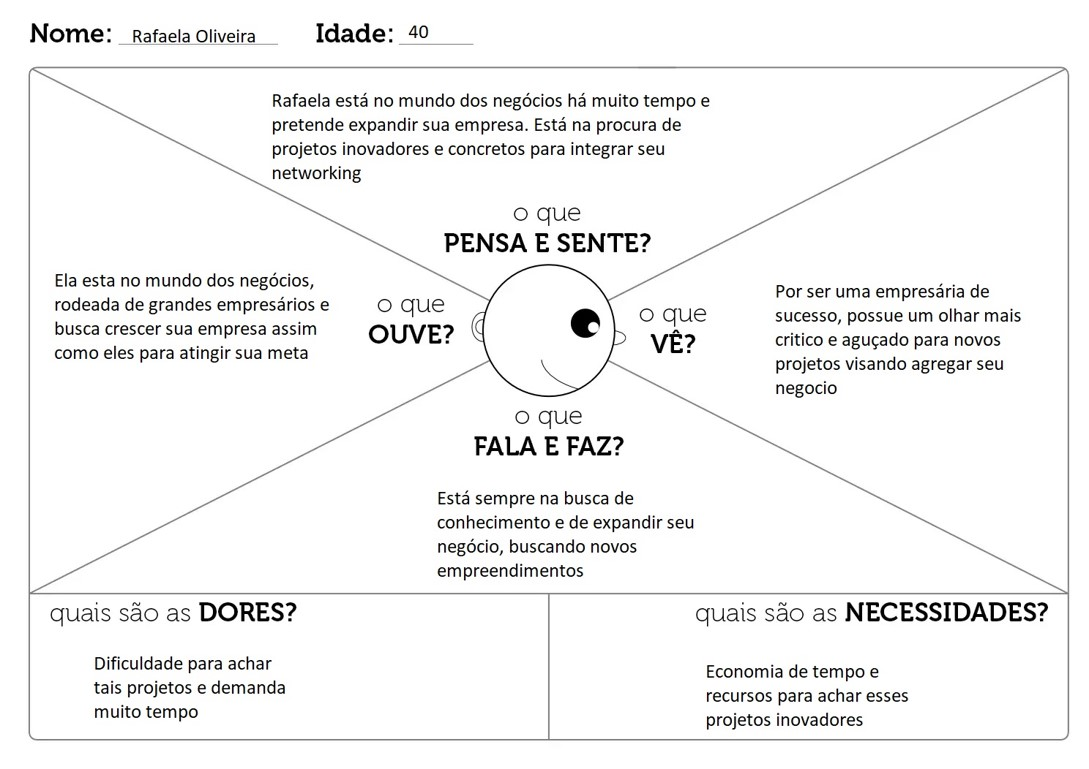 Nome: Rafaela Oliveira Idade: 40
Rafaela está no mundo dos negócios há muito tempo e
pretende expandir sua empresa. Está na procura de
projetos inovadores e concretos para integrar seu
networking
o que
PENSA E SENTE?
Ela esta no mundo dos negócios,
rodeada de grandes empresários e
busca crescer sua empresa assim
como eles para atingir sua meta
o que
OUVE?
o que
VÊ?
Por ser uma empresária de
sucesso, possue um olhar mais
critico e aguçado para novos
projetos visando agregar seu
negocio
o que
FALA E FAZ?
Está sempre na busca de
conhecimento e de expandir seu
negócio, buscando novos
empreendimentos
quais são as DORES?
Dificuldade para achar
tais projetos e demanda
muito tempo
quais são as NECESSIDADES?
Economia de tempo e
recursos para achar esses
projetos inovadores